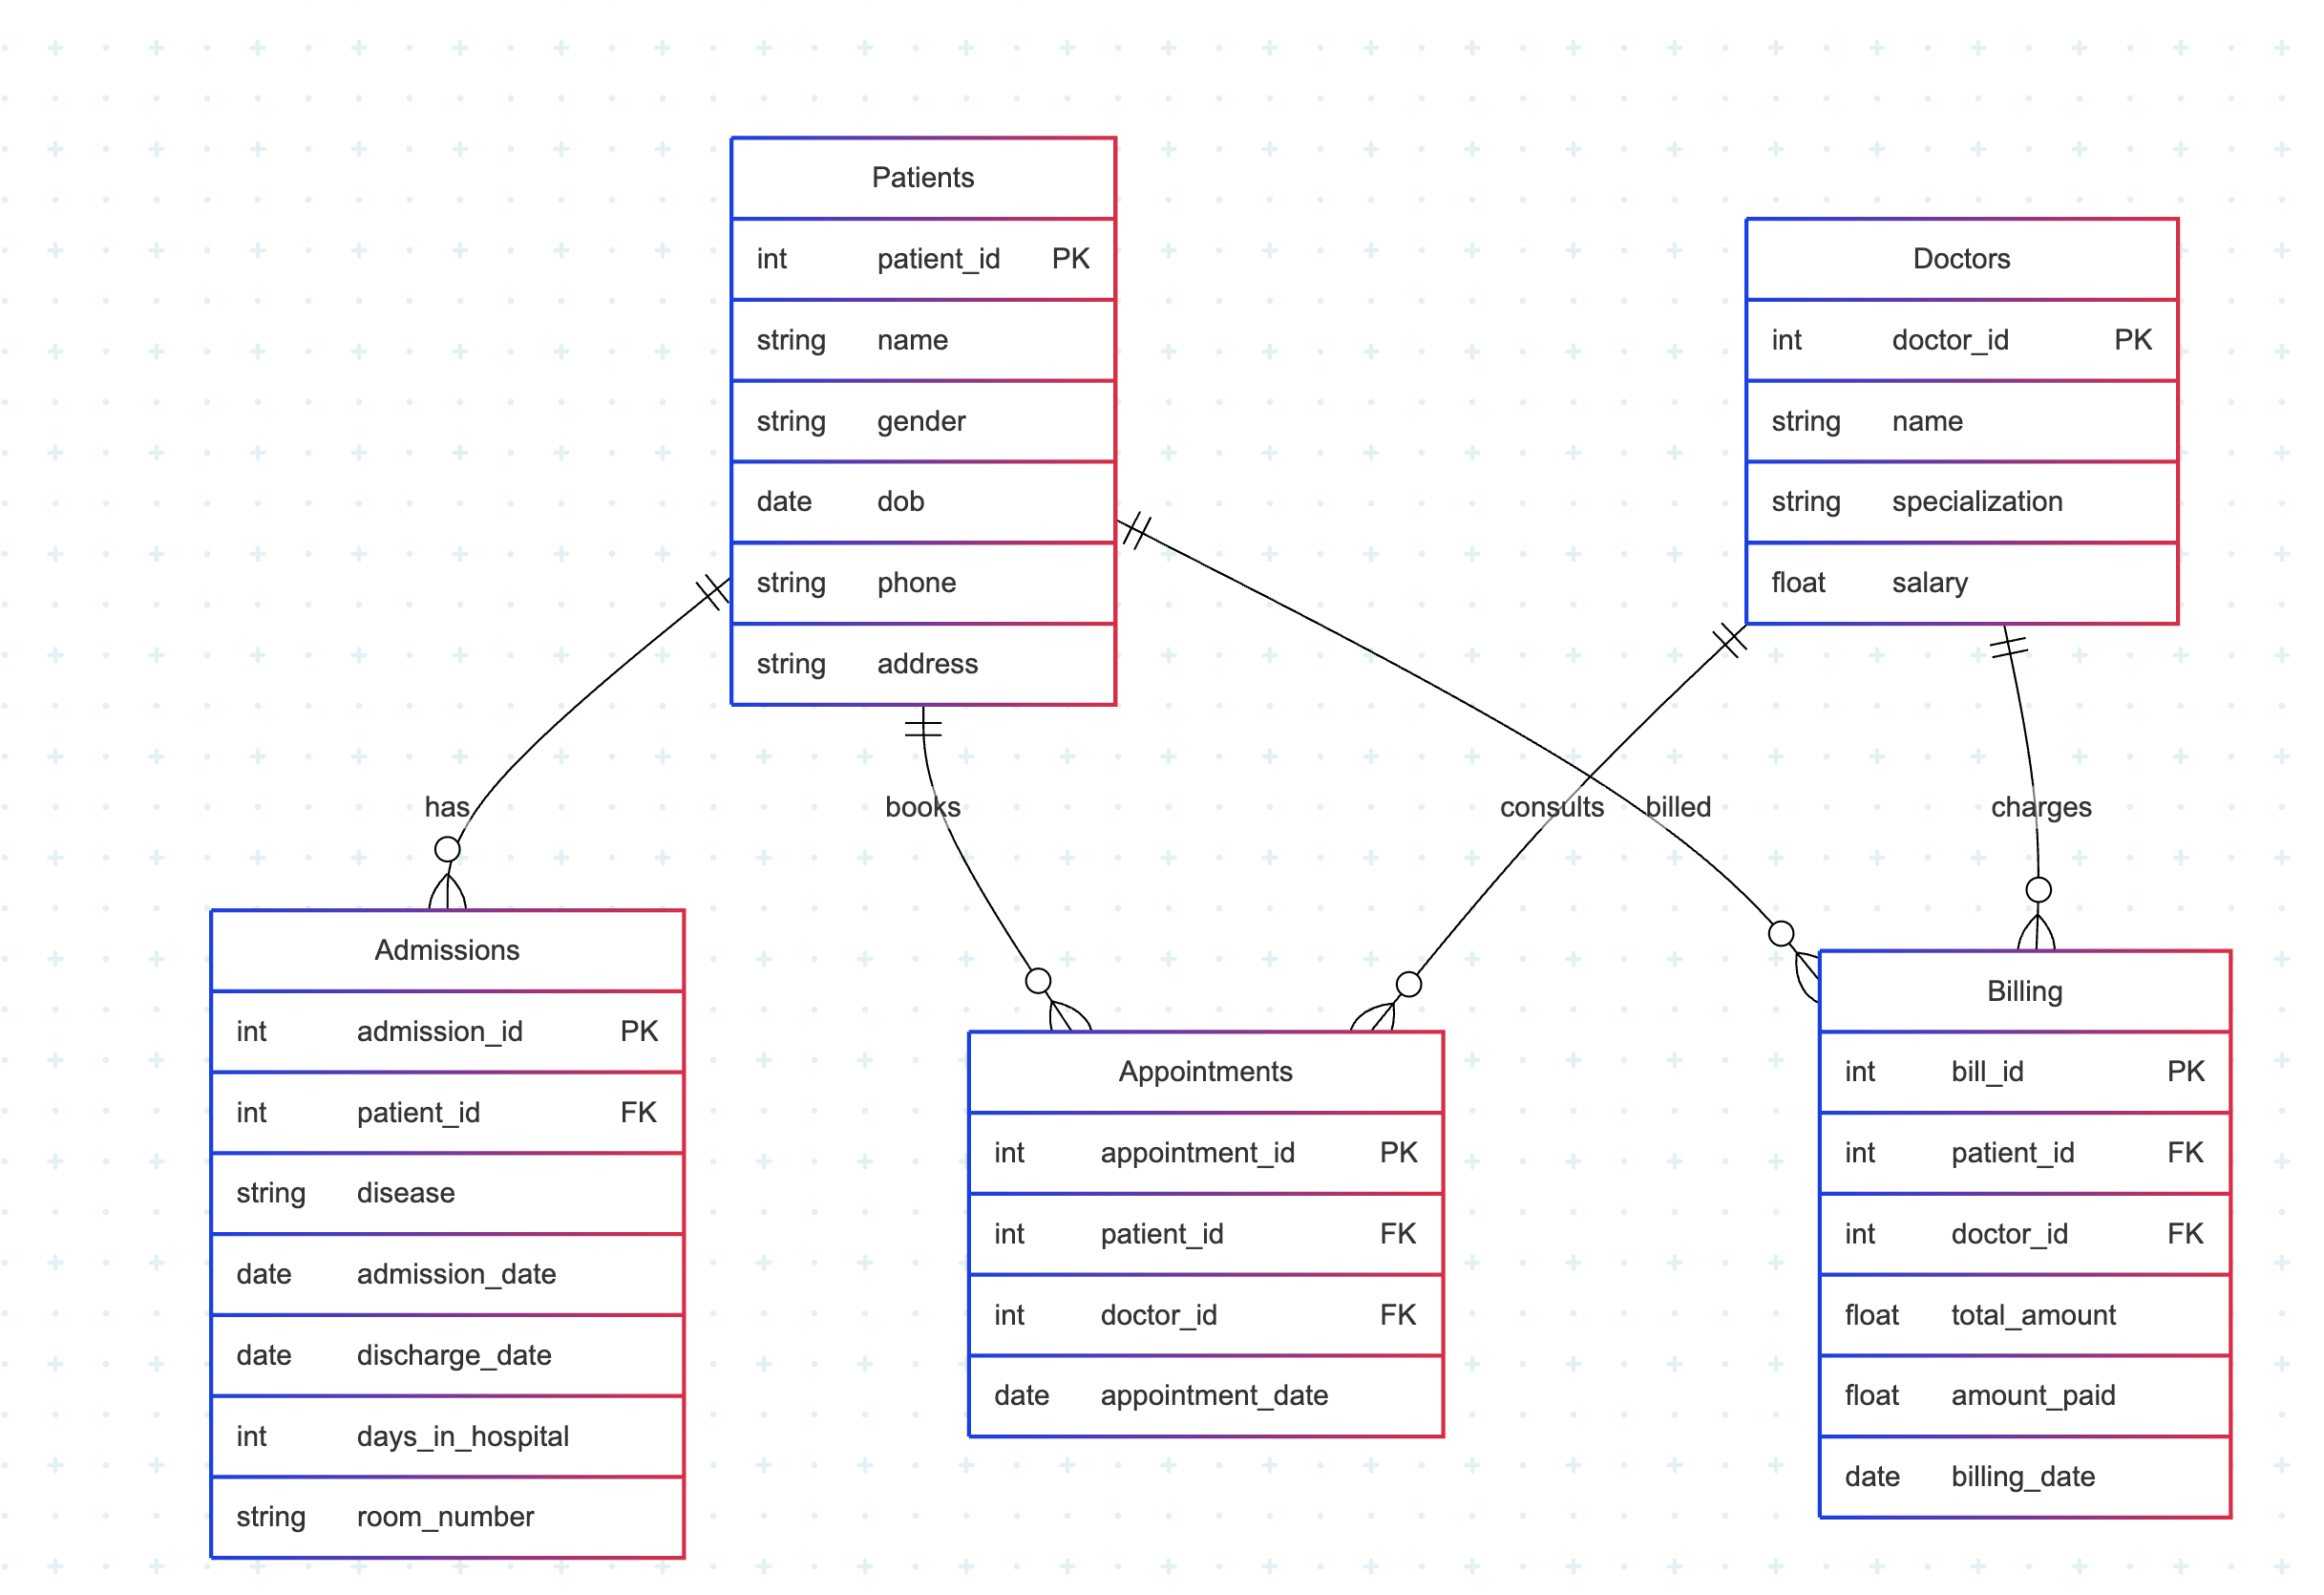 Patients
int patient_id PK
string name
string gender
date dob
string phone
string address
Doctors
int doctor_id PK
string name
string specialization
float salary
has
books
consults
billed
charges
Admissions
int admission_id PK
int patient_id FK
string disease
date admission_date
date discharge_date
int days_in_hospital
string room_number
Appointments
int appointment_id PK
int patient_id FK
int doctor_id FK
date appointment_date
Billing
int bill_id PK
int patient_id FK
int doctor_id FK
float total_amount
float amount_paid
date billing_date